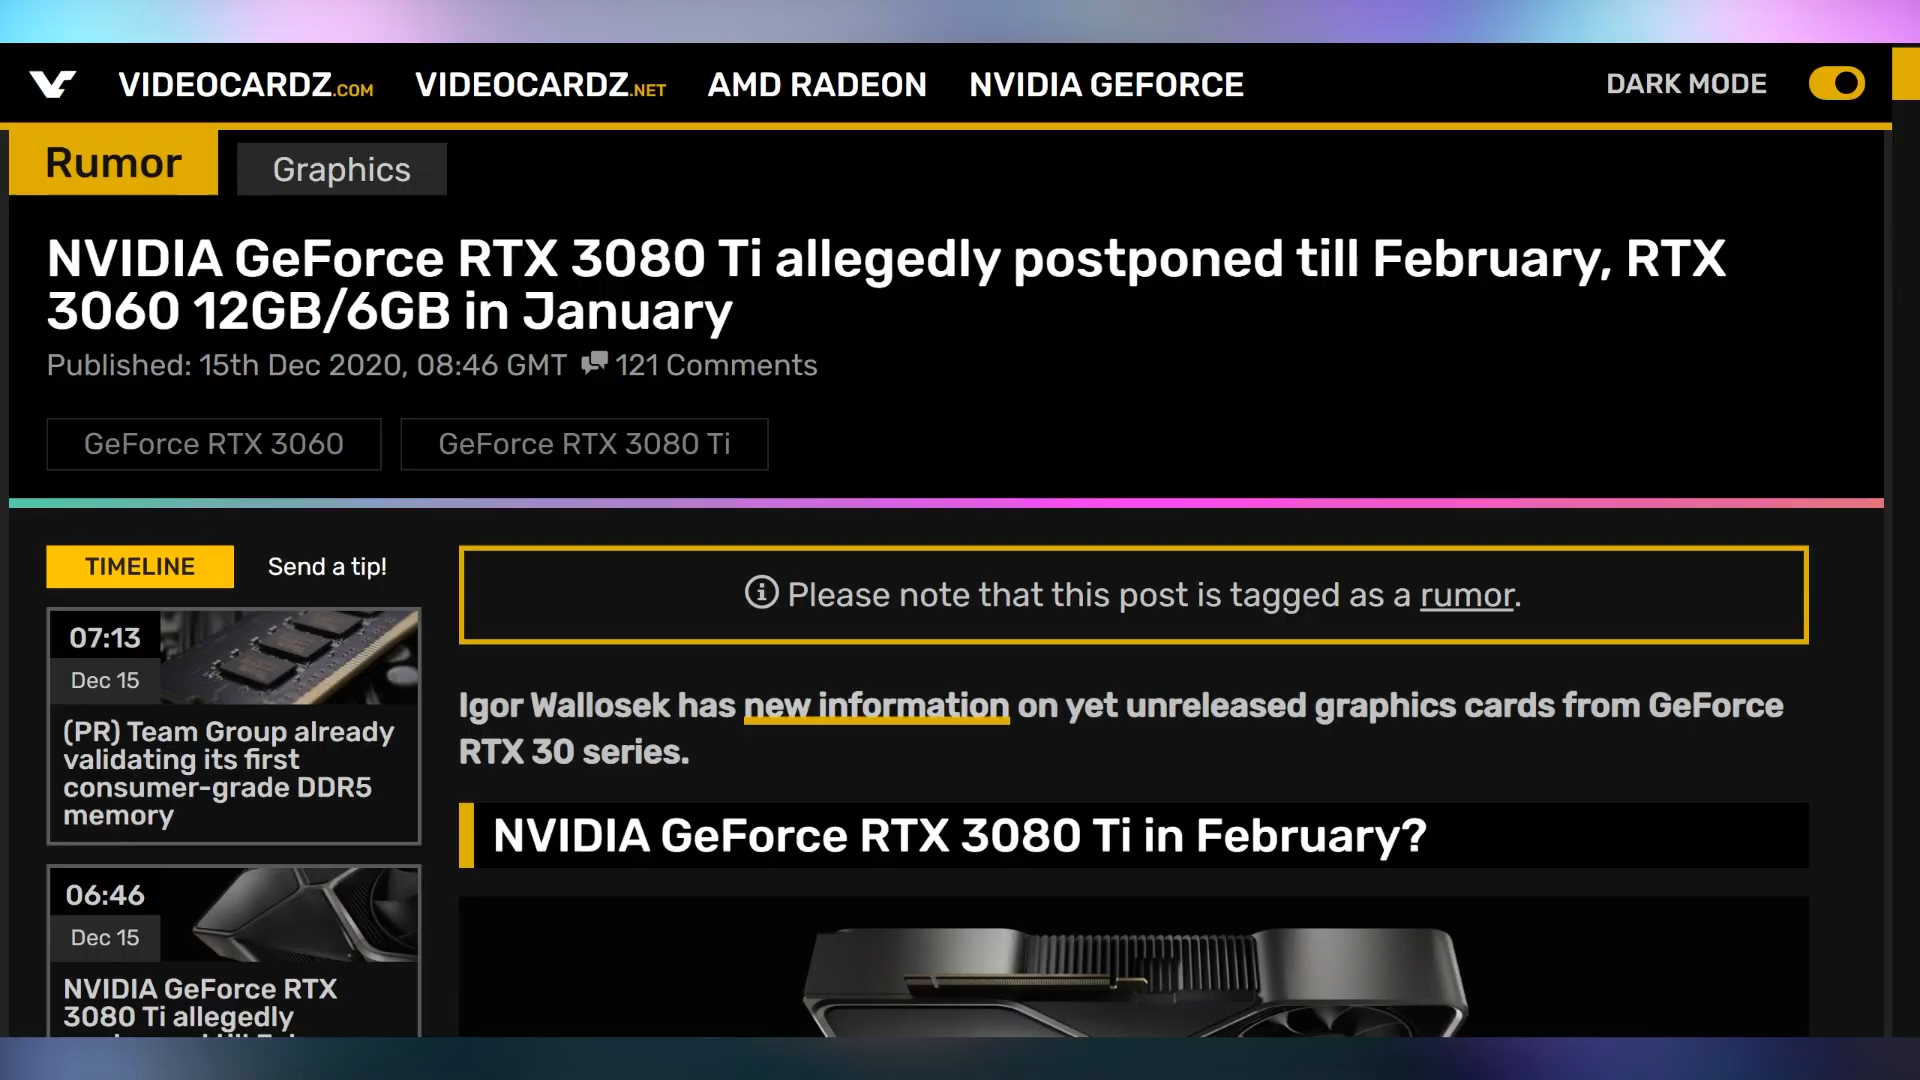 VIDEOCARDZ.COM VIDEOCARDZ.NET AMD RADEON NVIDIA GEFORCE DARK MODE
Rumor Graphics
NVIDIA GeForce RTX 3080 Ti allegedly postponed till February, RTX
3060 12GB/6GB in January
Published: 15th Dec 2020, 08:46 GMT 121 Comments
GeForce RTX 3060 GeForce RTX 3080 Ti
TIMELINE Send a tip!
07:13
Dec 15
(PR) Team Group already
validating its first
consumer-grade DDR5
memory
06:46
Dec 15
NVIDIA GeForce RTX
3080 Ti allegedly
Please note that this post is tagged as a rumor.
Igor Wallosek has new information on yet unreleased graphics cards from GeForce
RTX 30 series.
NVIDIA GeForce RTX 3080 Ti in February?